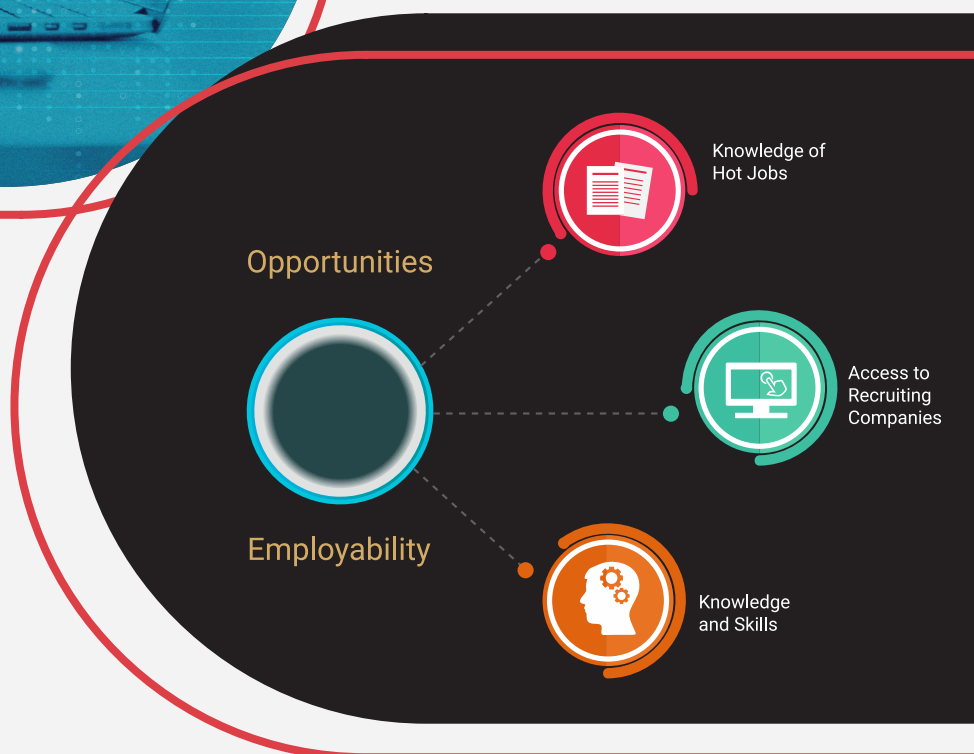 Knowledge of
Hot Jobs
Opportunities
Access to
Recruiting
Companies
Employability
Knowledge
and Skills